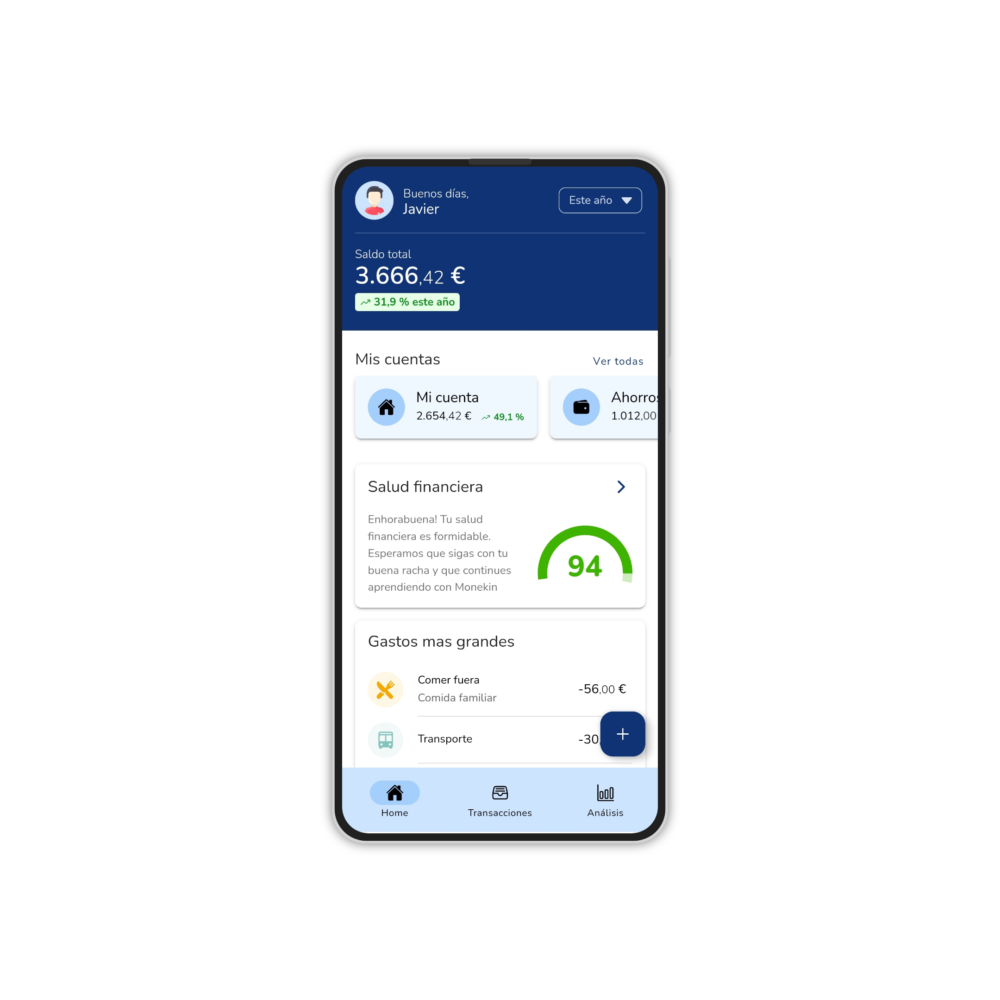 Buenos días,
Javier
Este año
Saldo total
3.666,42 €
31,9 % este año
Mis cuentas
Ver todas
Mi cuenta
2.654,42 €
49,1 %
Ahorros
1.012,00
Salud financiera
Enhorabuena! Tu salud
financiera es formidable.
Esperamos que sigas con tu
buena racha y que continues
aprendiendo con Monekin
94
Gastos mas grandes
Comer fuera
Comida familiar
-56,00 €
Transporte
-30,
Home
Transacciones
Análisis